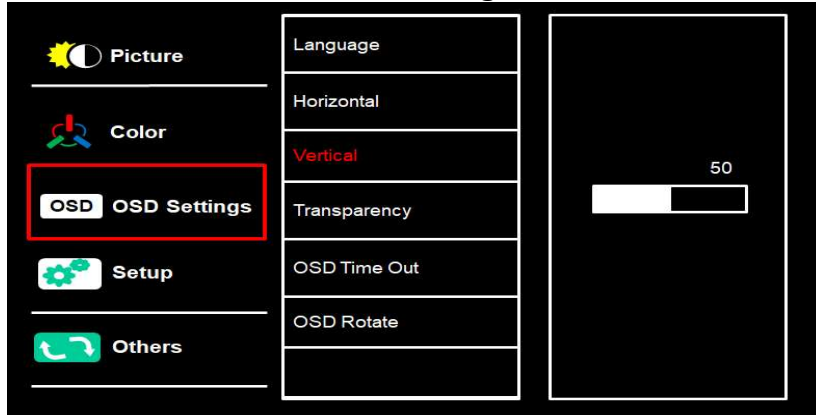 Picture
Color
OSD OSD Settings
Setup
Others
Language
Horizontal
Vertical
Transparency
OSD Time Out
OSD Rotate
50